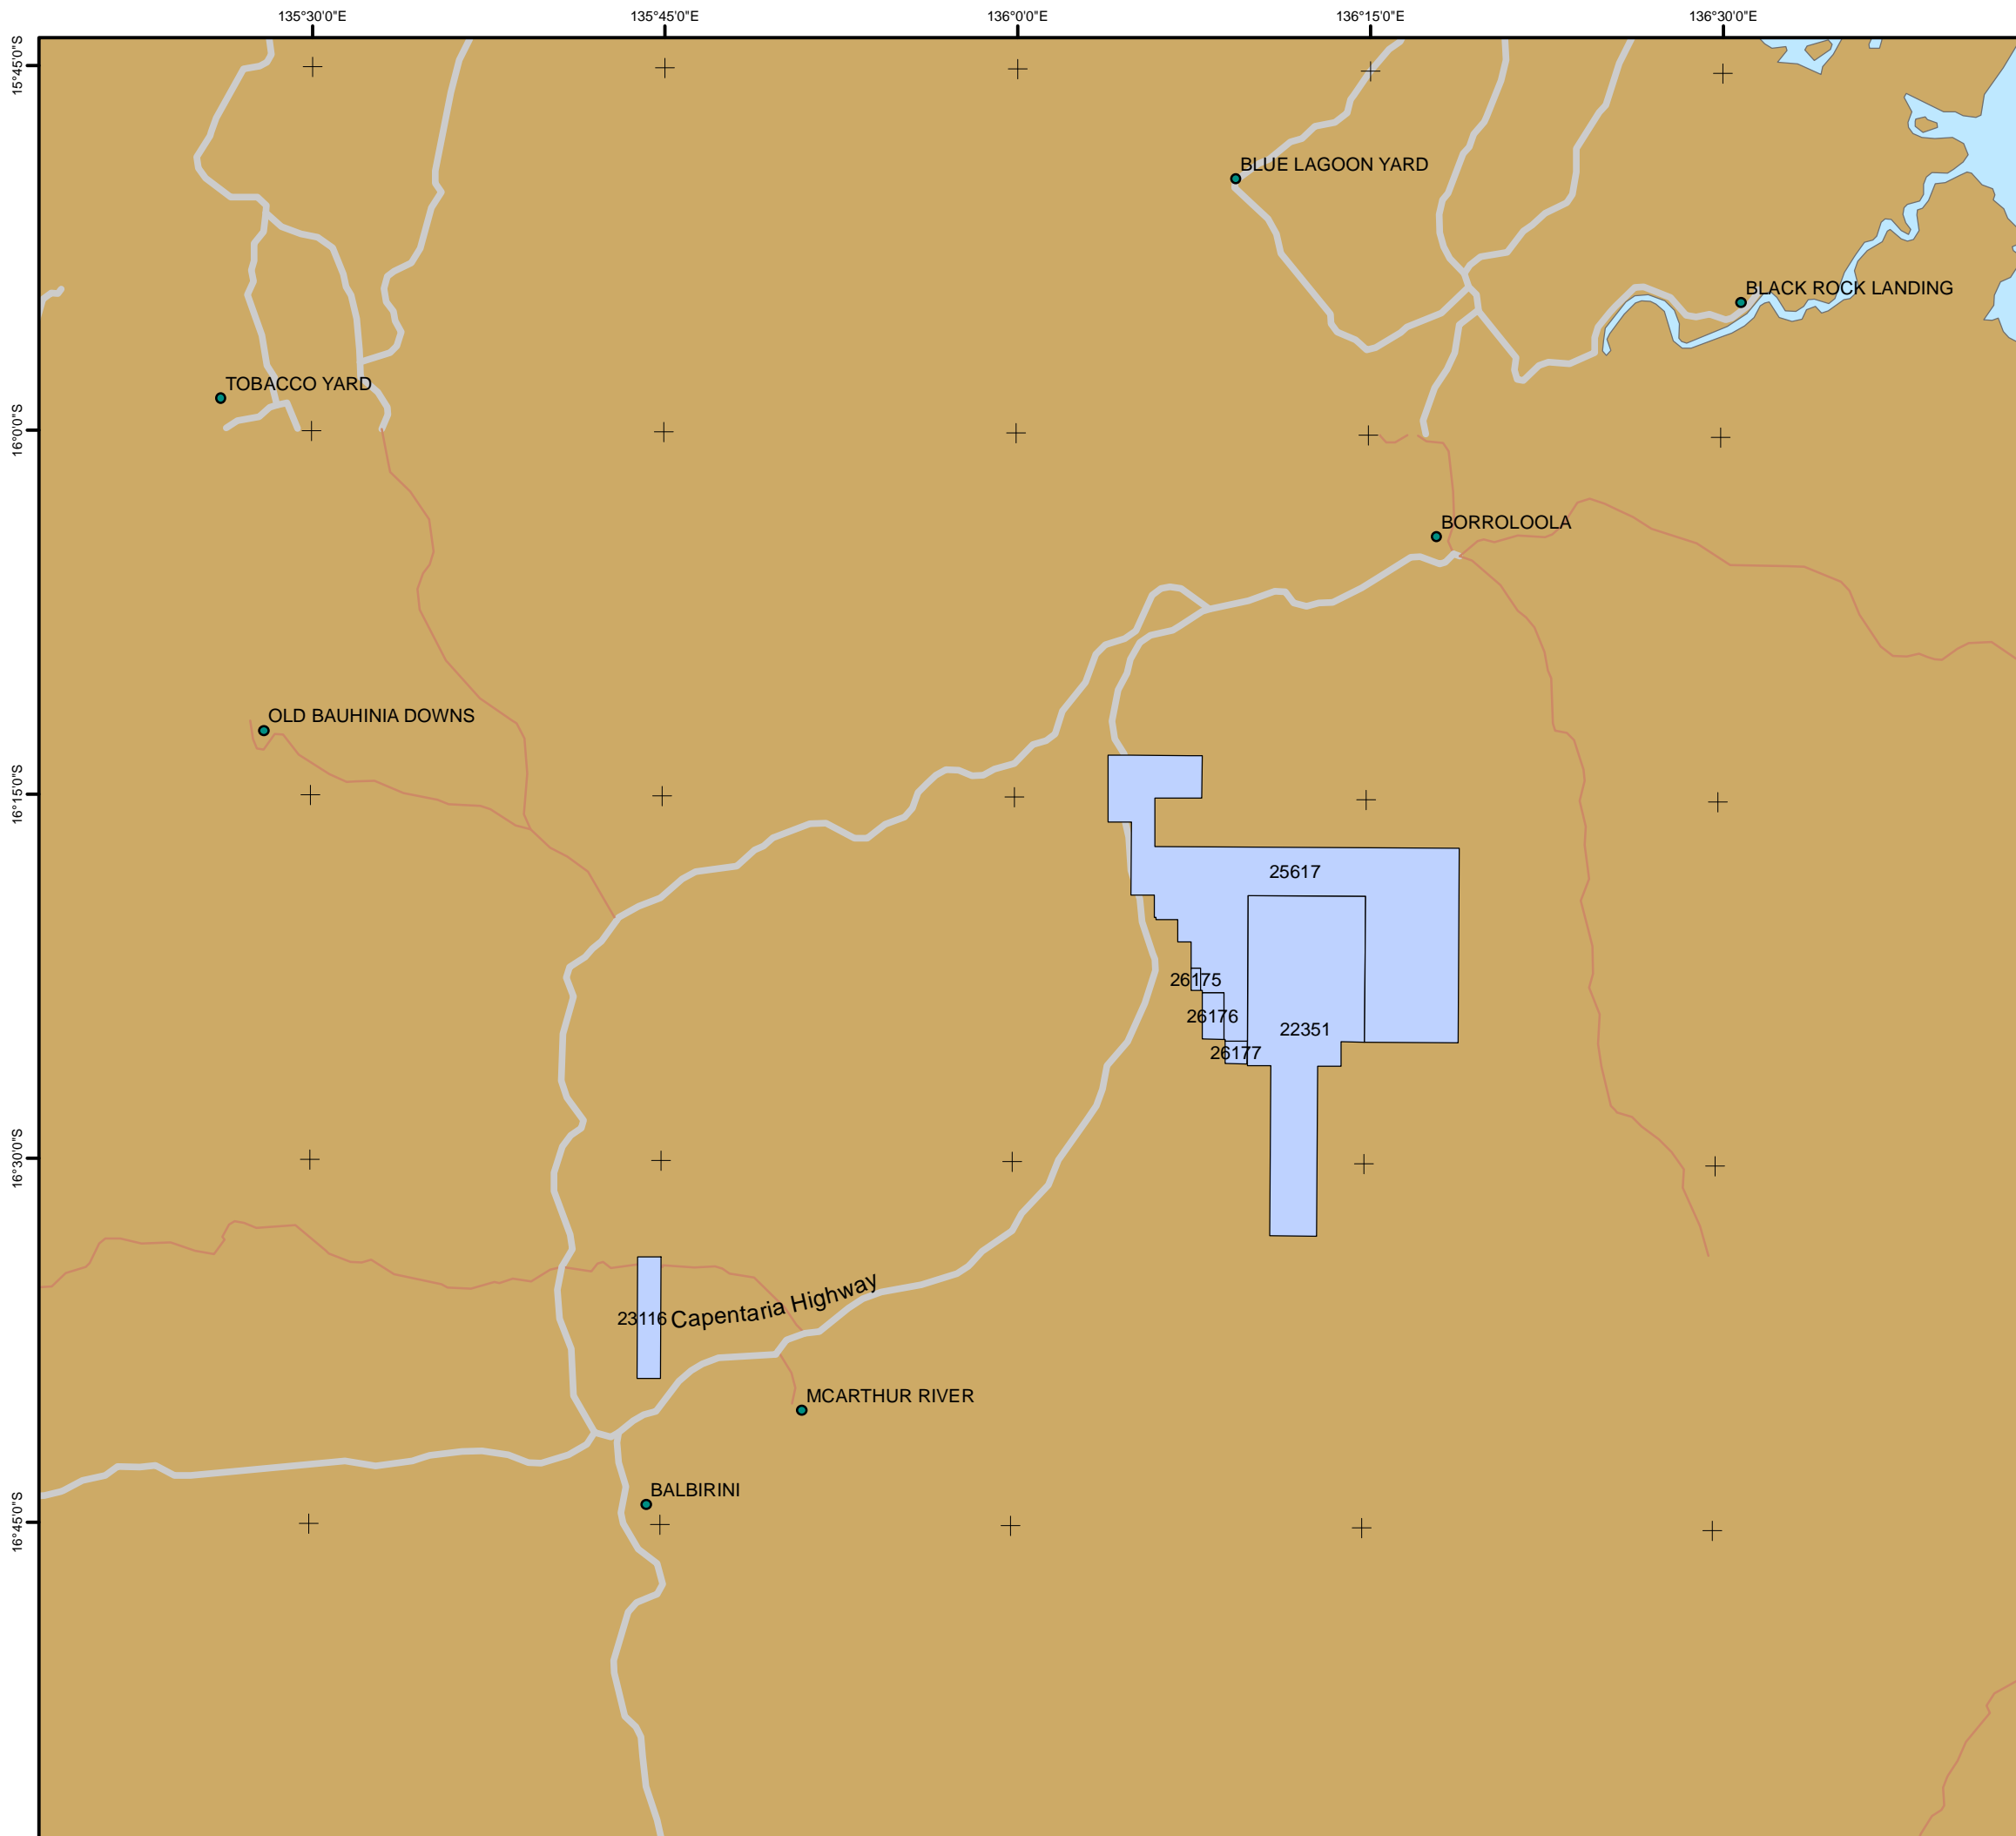 135°30'0"E
135°45'0"E
136°0'0"E
136°15'0"E
136°30'0"E
15°45'0"S
BLUE LAGOON YARD
BLACK ROCK LANDING
TOBACCO YARD
16°0'0"S
BORROLOOLA
OLD BAUHINIA DOWNS
16°15'0"S
25617
26175
26176
22351
26177
16°30'0"S
23116
Capentaria Highway
MCARTHUR RIVER
BALBIRINI
16°45'0"S